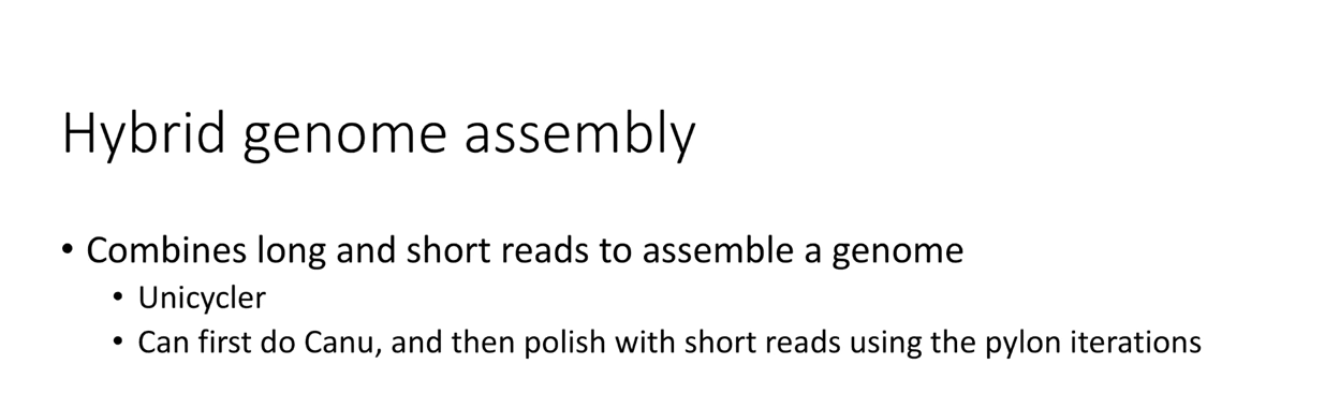 Hybrid genome assembly
• Combines long and short reads to assemble a genome
• Unicycler
• Can first do Canu, and then polish with short reads using the pylon iterations